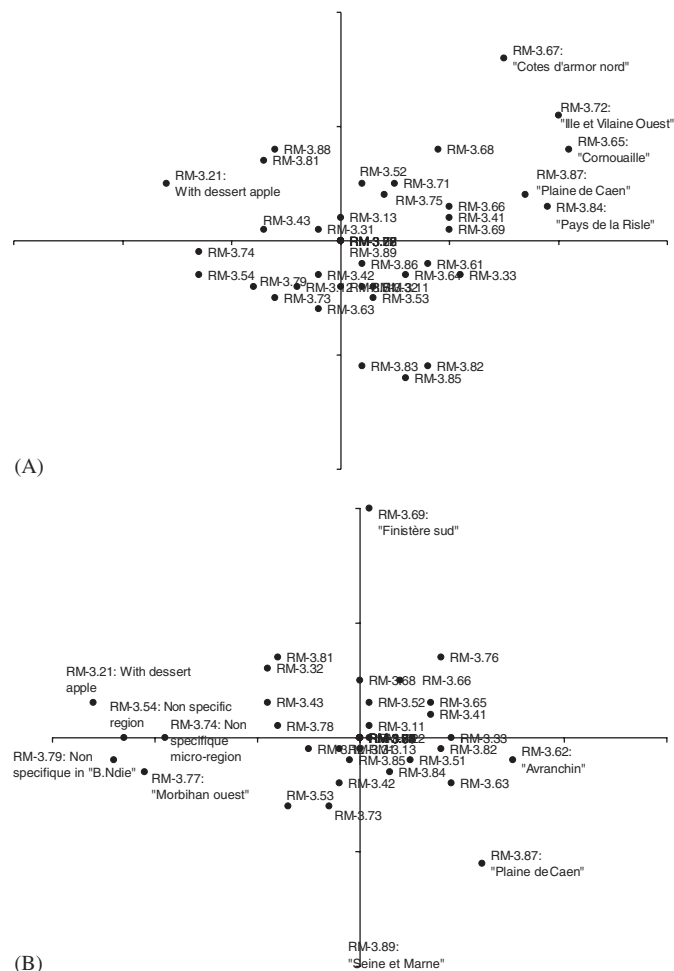 RM-3.67:
"Cotes d'armor nord"
RM-3.72:
"Ille et Vilaine Ouest"
RM-3.88
RM-3.68
RM-3.65:
"Cornouaille"
RM-3.81
RM-3.21:
With dessert apple
RM-3.52
RM-3.71
RM-3.87:
"Plaine de Caen"
RM-3.75
RM-3.66
RM-3.84:
"Pays de la Risle"
RM-3.13
RM-3.41
RM-3.43
RM-3.31
RM-3.69
RM-3.74
RM-3.89
RM-3.86
RM-3.61
RM-3.54
RM-3.79
RM-3.42
RM-3.64
RM-3.33
RM-3.12
RM-3.11
RM-3.73
RM-3.53
RM-3.63
RM-3.83
RM-3.82
RM-3.85
(A)
RM-3.69:
"Finistère sud"
RM-3.81
RM-3.76
RM-3.21: With dessert
apple
RM-3.32
RM-3.68
RM-3.66
RM-3.54: Non specific
region
RM-3.43
RM-3.52
RM-3.65
RM-3.41
RM-3.74: Non
specifique
micro-region
RM-3.78
RM-3.11
RM-3.33
RM-3.79: Non
specifique in "B.Ndie"
RM-3.13
RM-3.82
RM-3.62:
"Avranchin"
RM-3.77:
"Morbihan ouest"
RM-3.85
RM-3.51
RM-3.84
RM-3.42
RM-3.63
RM-3.53
RM-3.73
RM-3.87:
"Plaine de Caen"
RM-3.89:
"Seine et Marne"
(B)